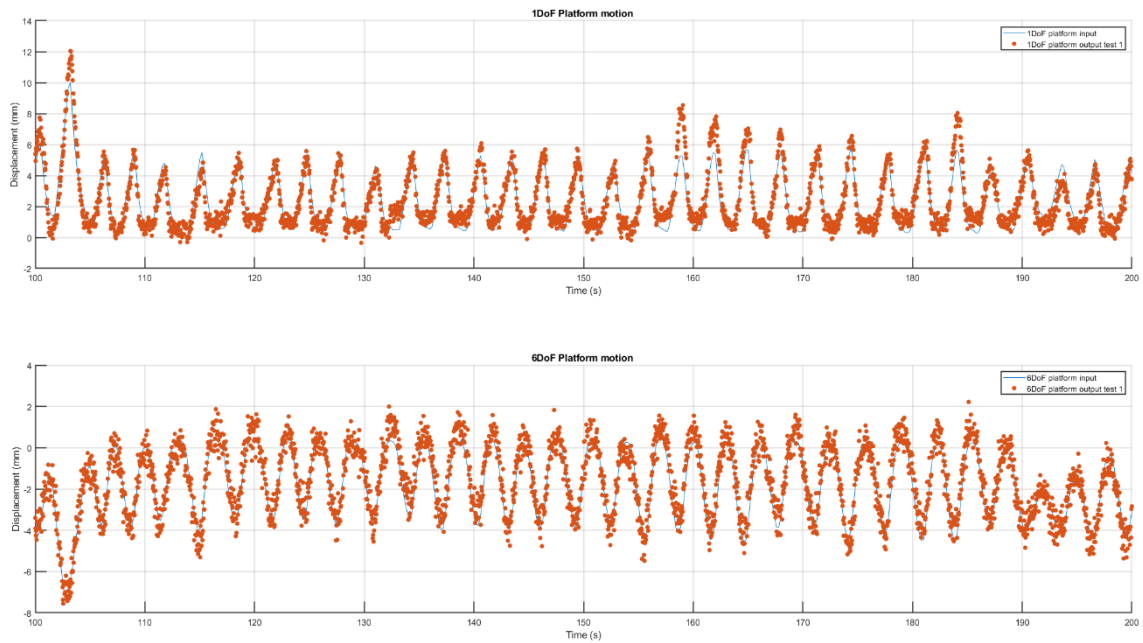 1DoF Platform motion
14
12
10
8
6
4
2
0
-2
Displacement (mm)
1DoF platform input
1DoF platform output test 1
100 110 120 130 140 150 160 170 180 190 200
Time (s)
6DoF Platform motion
4
2
0
-2
-4
-6
-8
Displacement (mm)
6DoF platform input
6DoF platform output test 1
100 110 120 130 140 150 160 170 180 190 200
Time (s)